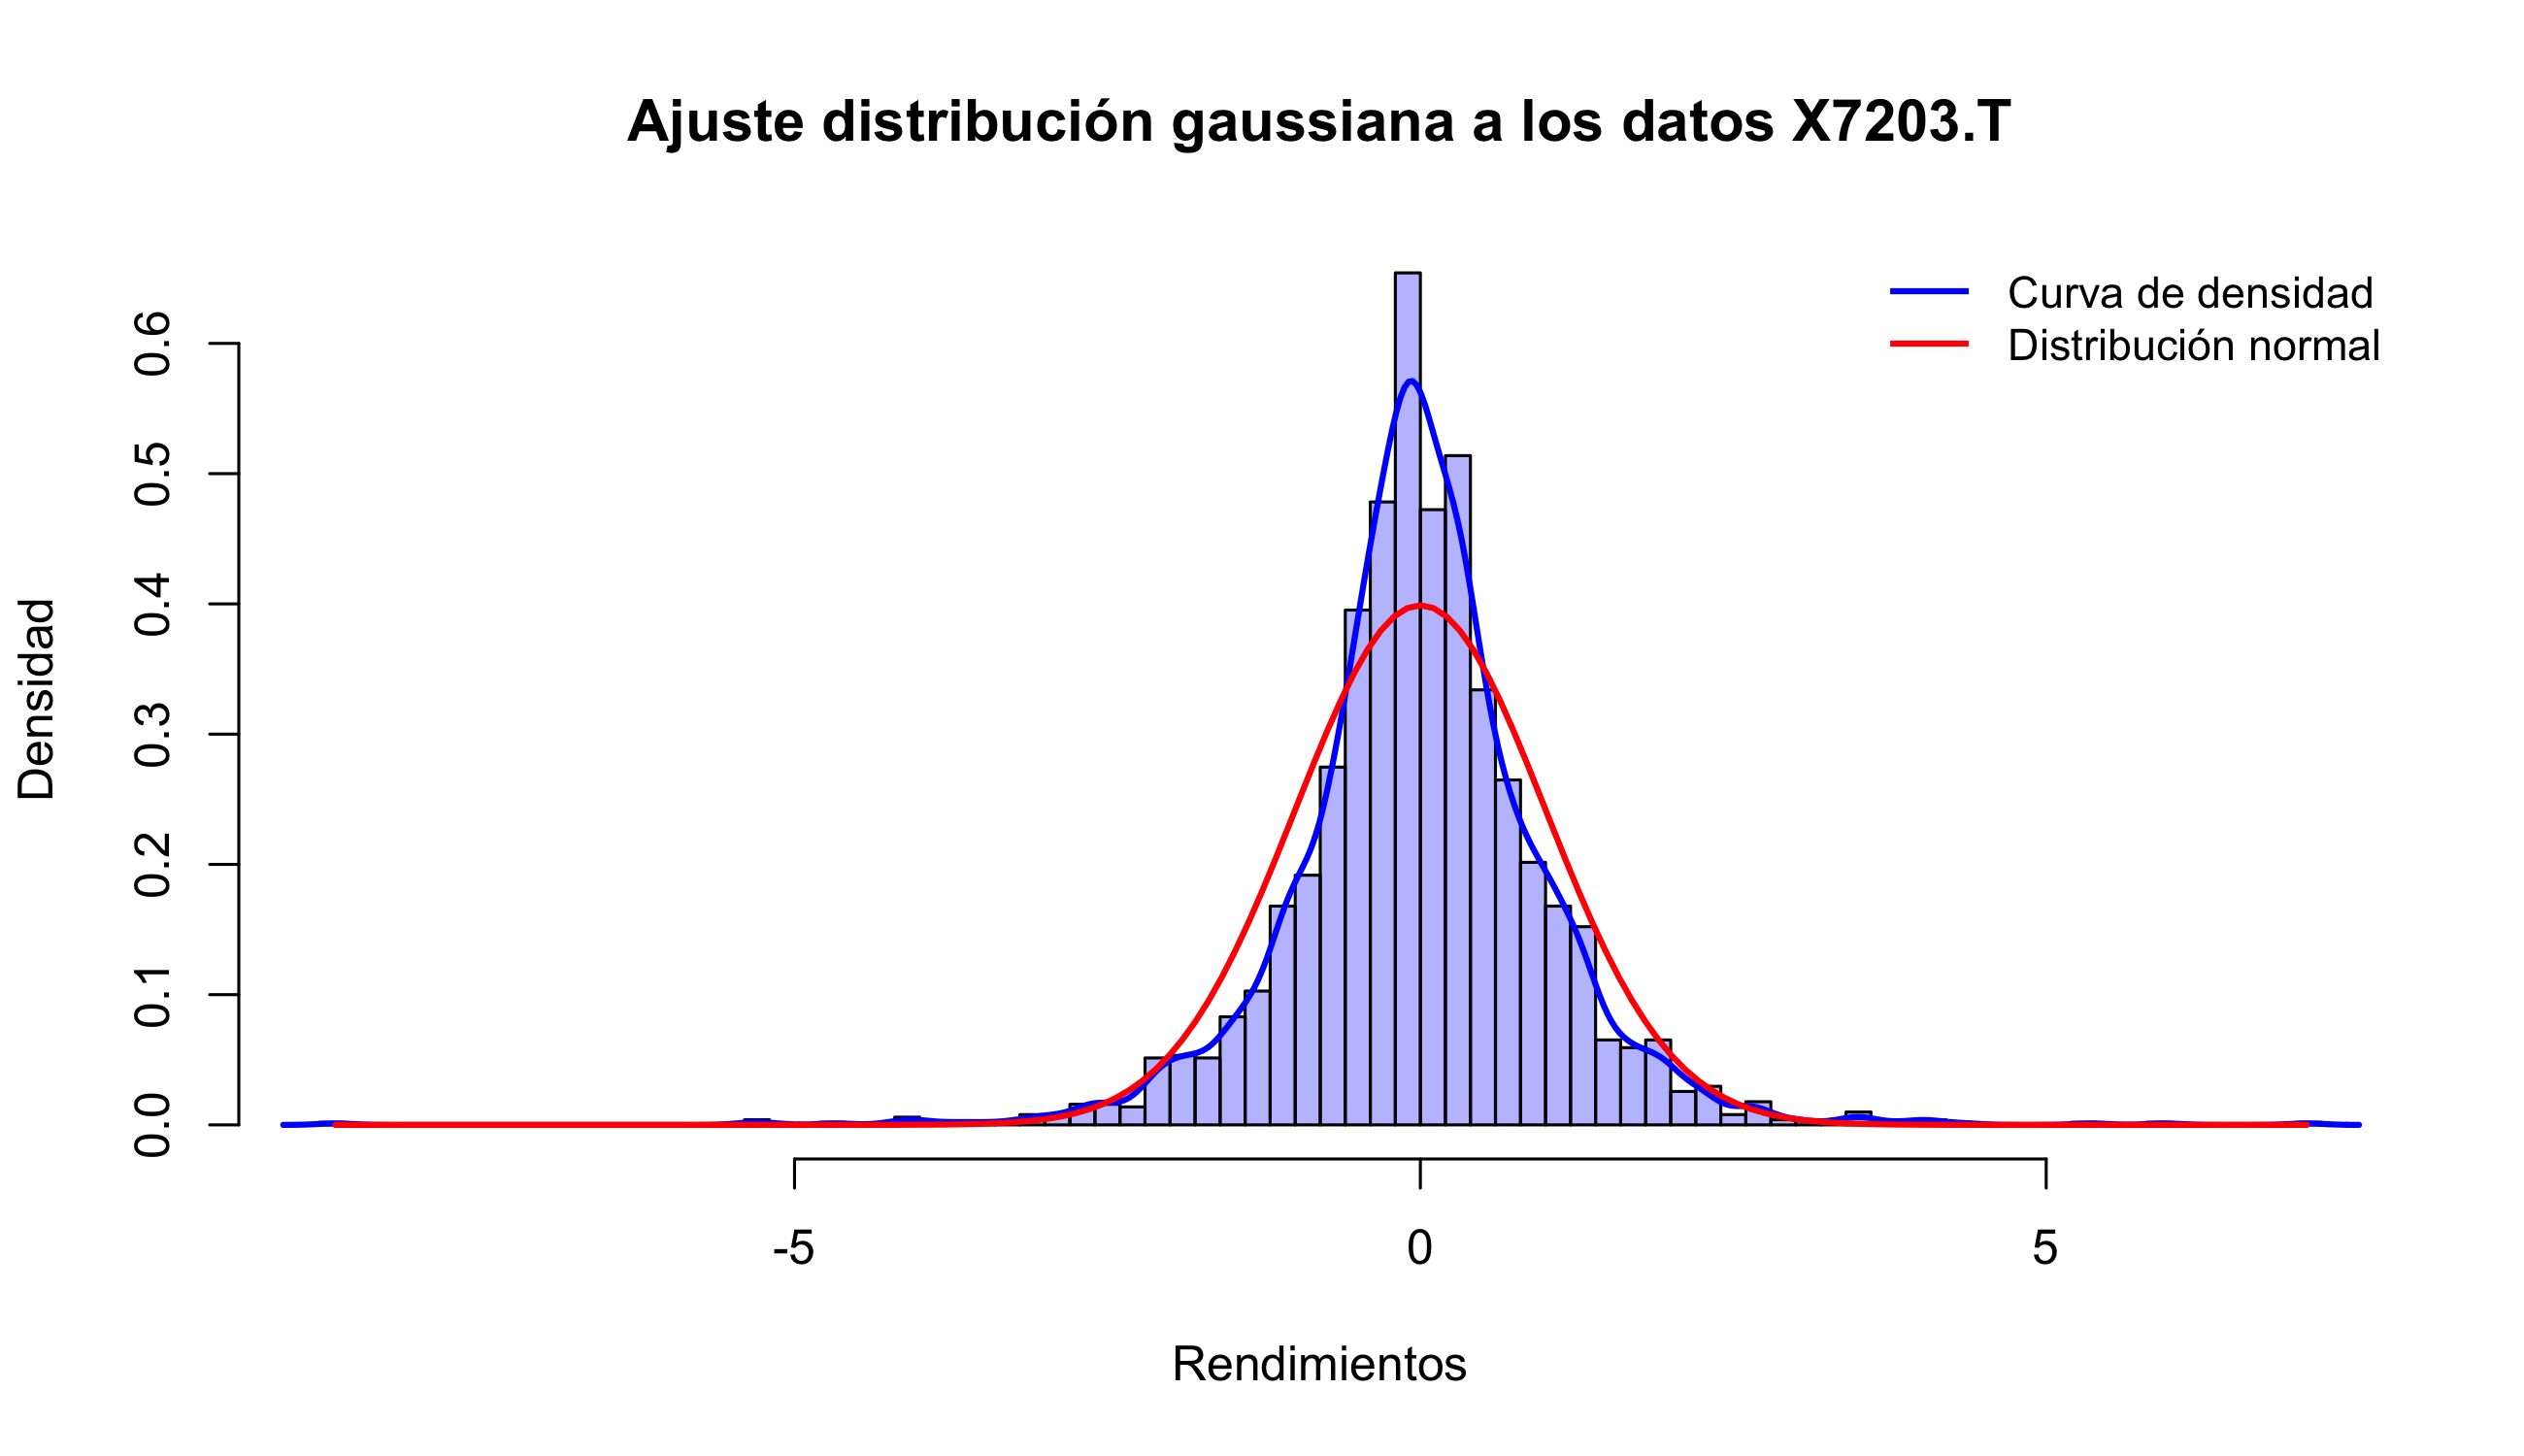 Ajuste distribución gaussiana a los datos X7203.T
Curva de densidad
Distribución normal
Densidad
0.0
0.1
0.2
0.3
0.4
0.5
0.6
-5
0
5
Rendimientos